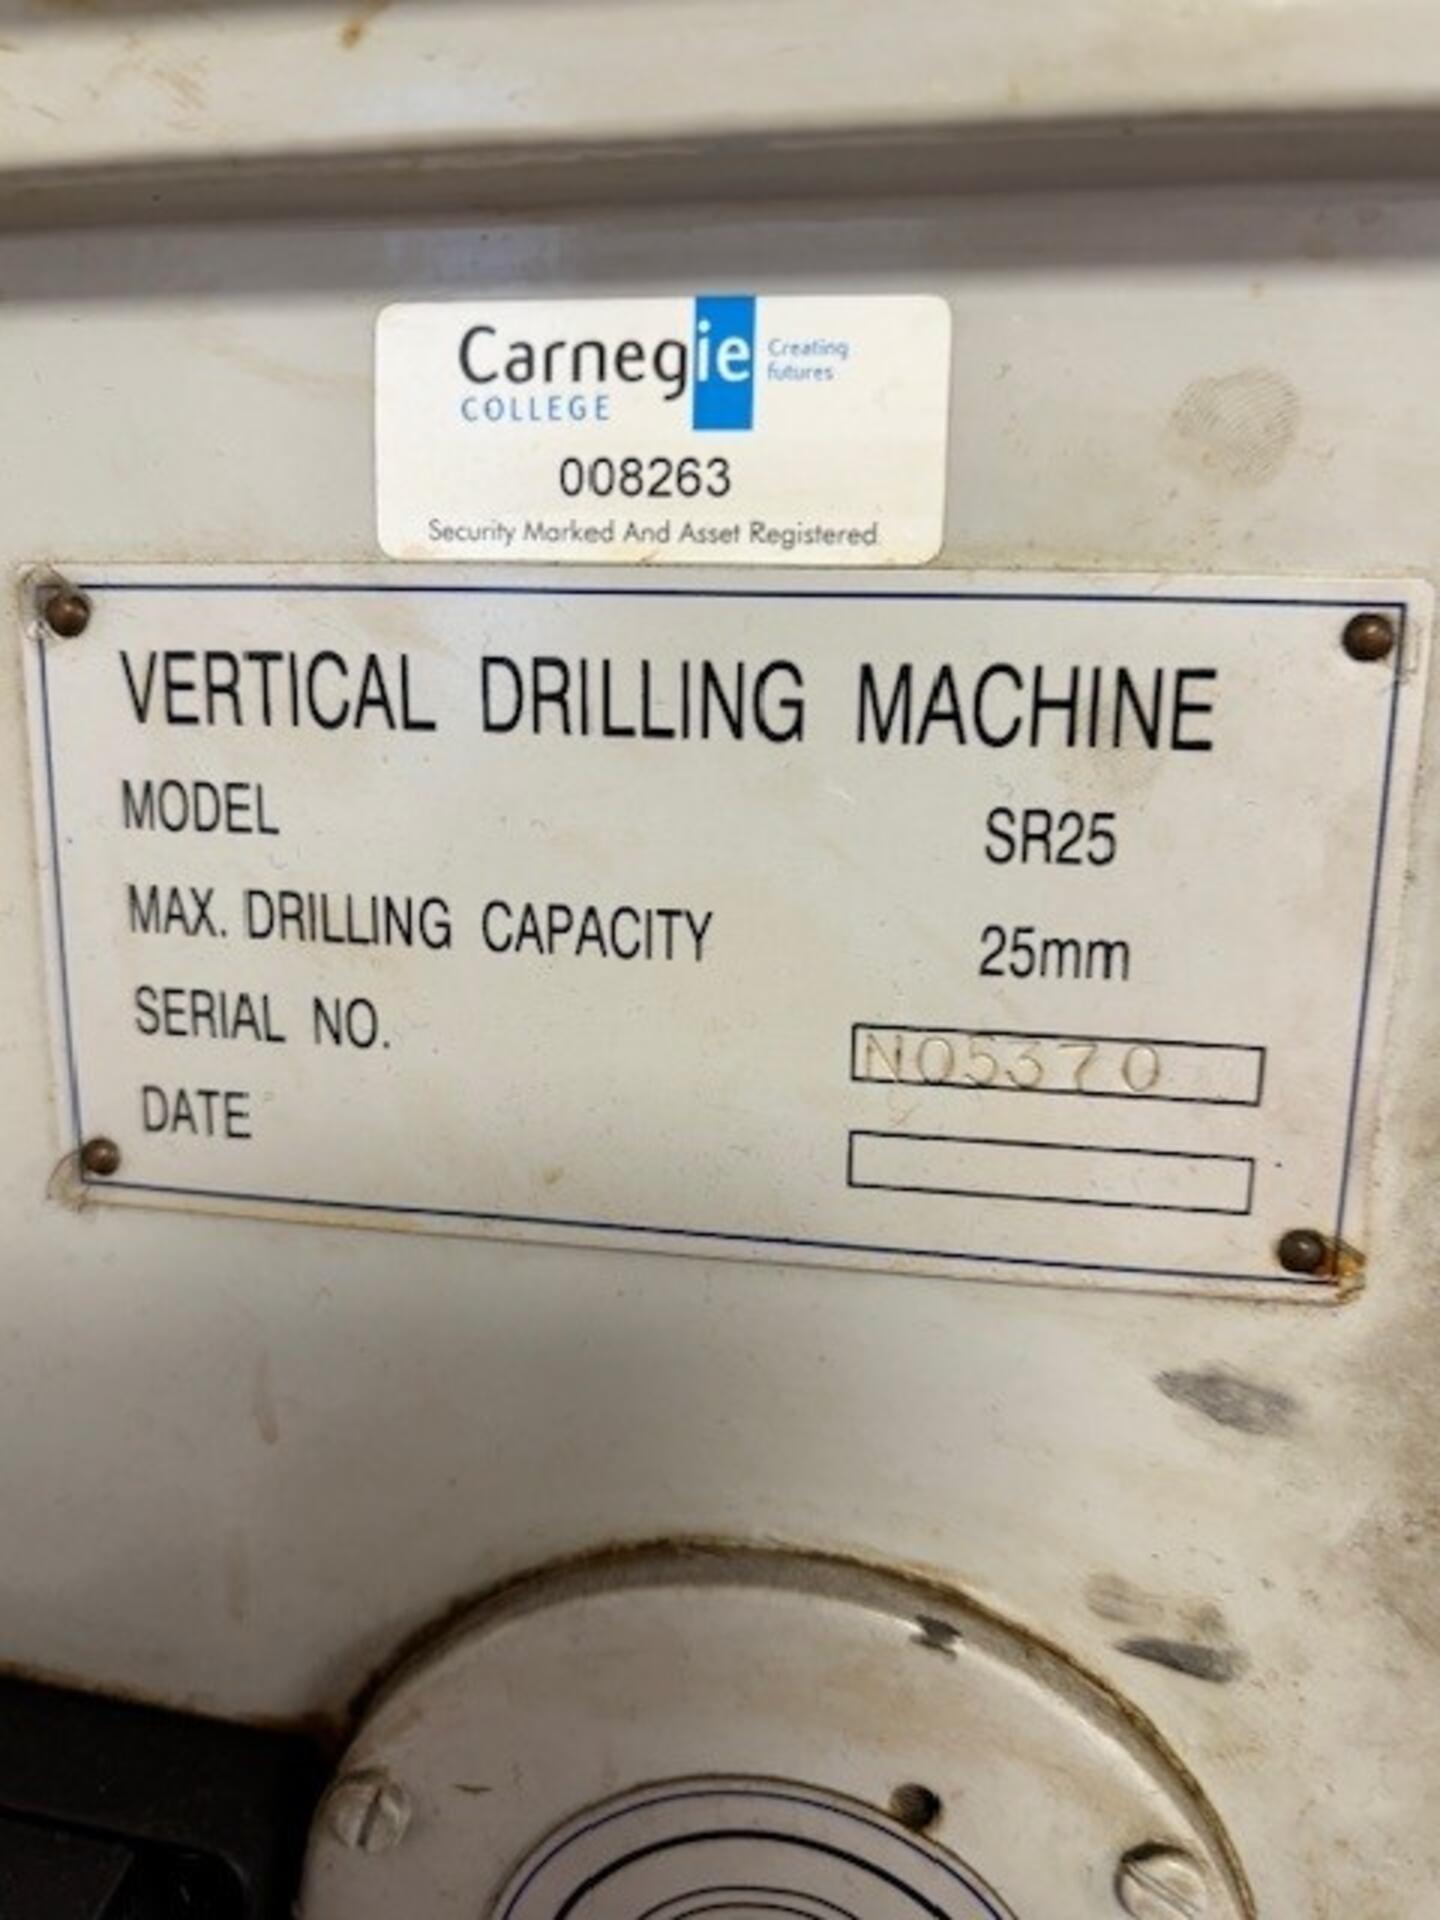 Carnegie Creating
COLLEGE futures
008263
Security Marked And Asset Registered
VERTICAL DRILLING MACHINE
MODEL SR25
MAX. DRILLING CAPACITY 25mm
SERIAL NO. NO5370
DATE